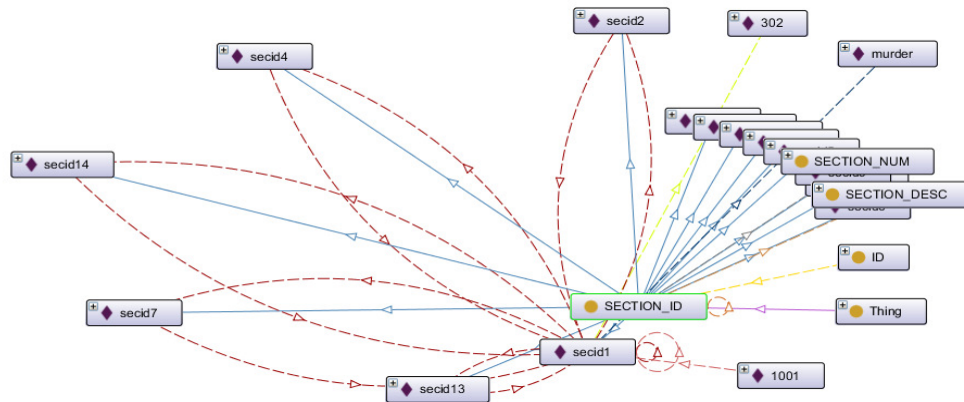 secid2
302
secid4
murder
secid14
SECTION_NUM
SECTION_DESC
ID
SECTION_ID
Thing
secid7
secid1
1001
secid13